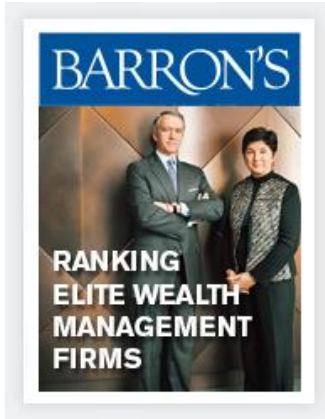 BARRON'S
RANKING
ELITE WEALTH
MANAGEMENT
FIRMS